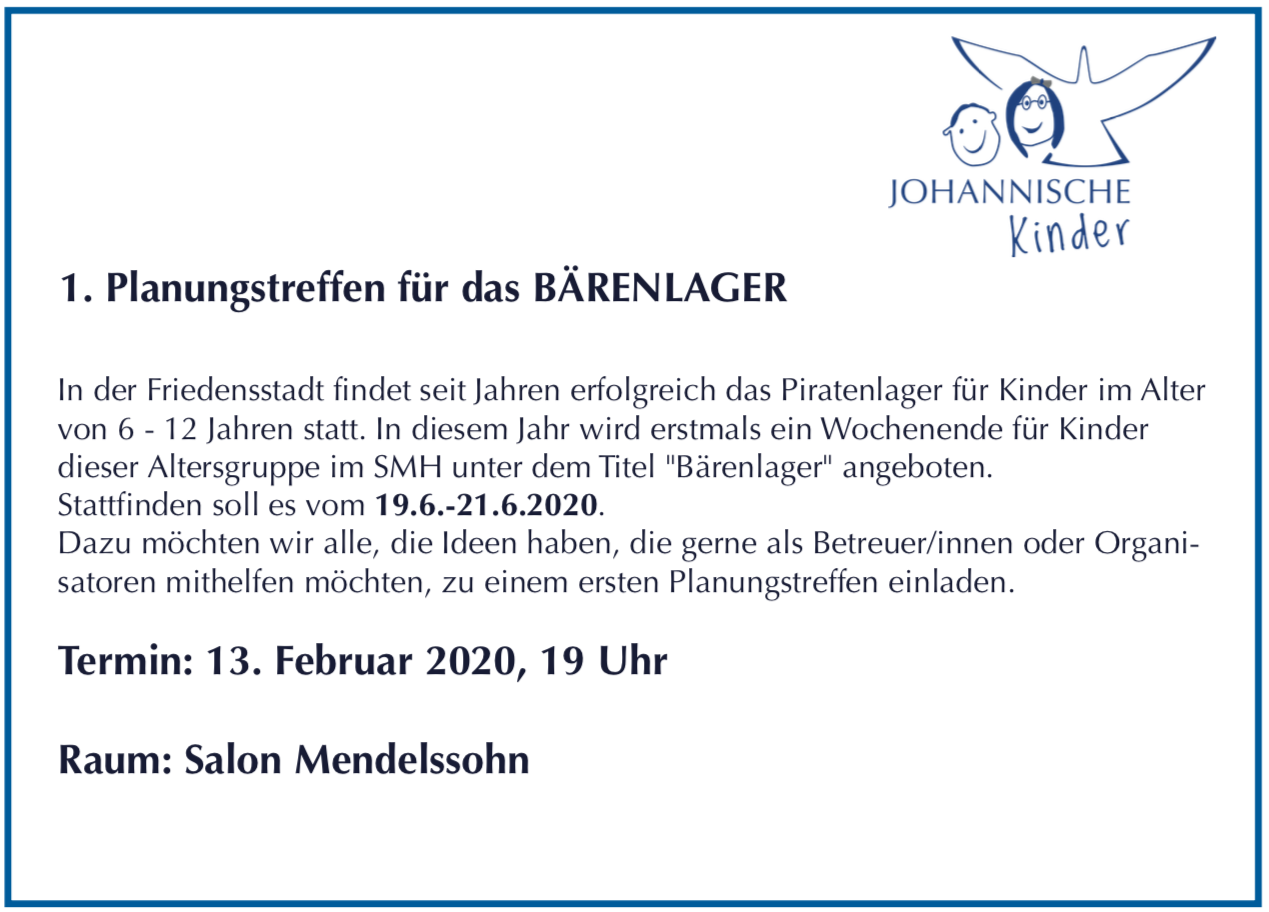 JOHANNISCHE
Kinder
1. Planungstreffen für das BÄRENLAGER
In der Friedensstadt findet seit Jahren erfolgreich das Piratenlager für Kinder im Alter
von 6 - 12 Jahren statt. In diesem Jahr wird erstmals ein Wochenende für Kinder
dieser Altersgruppe im SMH unter dem Titel "Bärenlager" angeboten.
Stattfinden soll es vom 19.6.-21.6.2020.
Dazu möchten wir alle, die Ideen haben, die gerne als Betreuer/innen oder Organi-
satoren mithelfen möchten, zu einem ersten Planungstreffen einladen.
Termin: 13. Februar 2020, 19 Uhr
Raum: Salon Mendelssohn